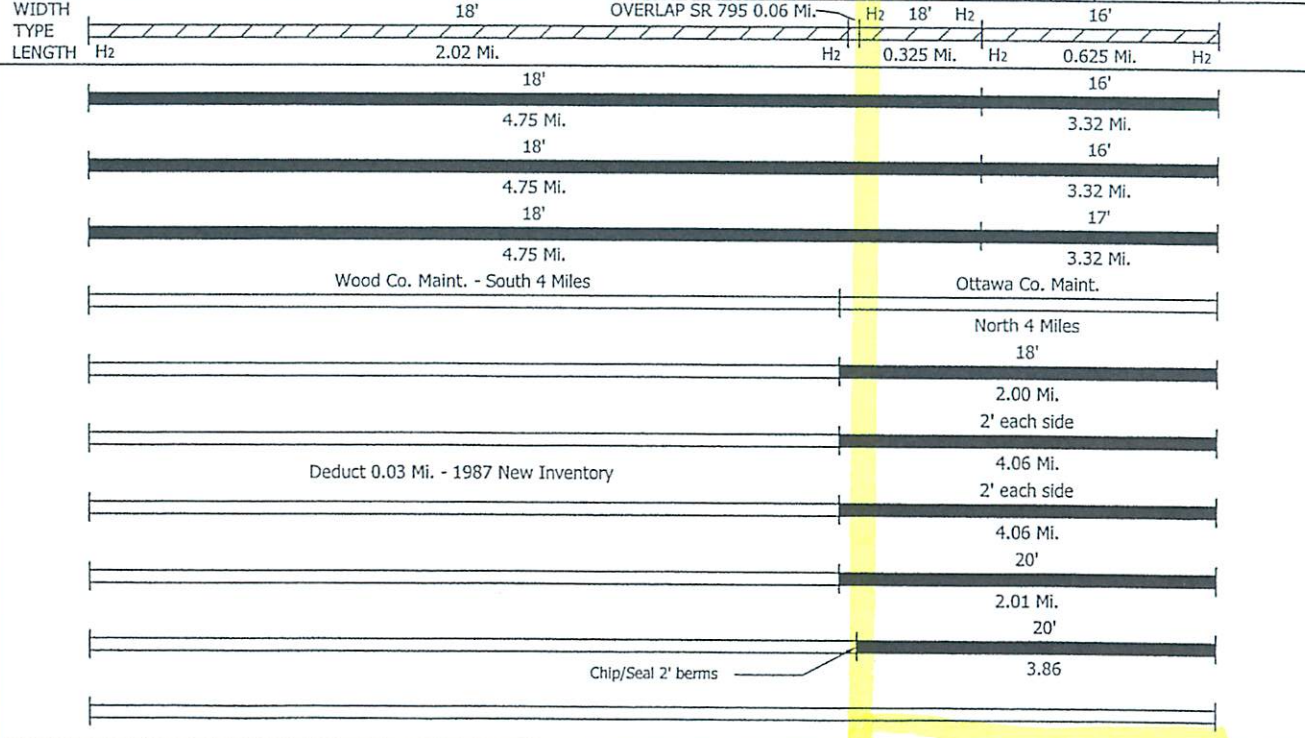 WIDTH 18' OVERLAP SR 795 0.06 Mi. H2 18' H2 16'
TYPE
LENGTH H2 2.02 Mi. H2 0.325 Mi. H2 0.625 Mi. H2
18' 16'
4.75 Mi. 3.32 Mi.
18' 16'
4.75 Mi. 3.32 Mi.
18' 17'
4.75 Mi. 3.32 Mi.
Wood Co. Maint. - South 4 Miles Ottawa Co. Maint.
North 4 Miles
18'
2.00 Mi.
2' each side
4.06 Mi.
Deduct 0.03 Mi. - 1987 New Inventory
2' each side
4.06 Mi.
20'
2.01 Mi.
20'
Chip/Seal 2' berms 3.86